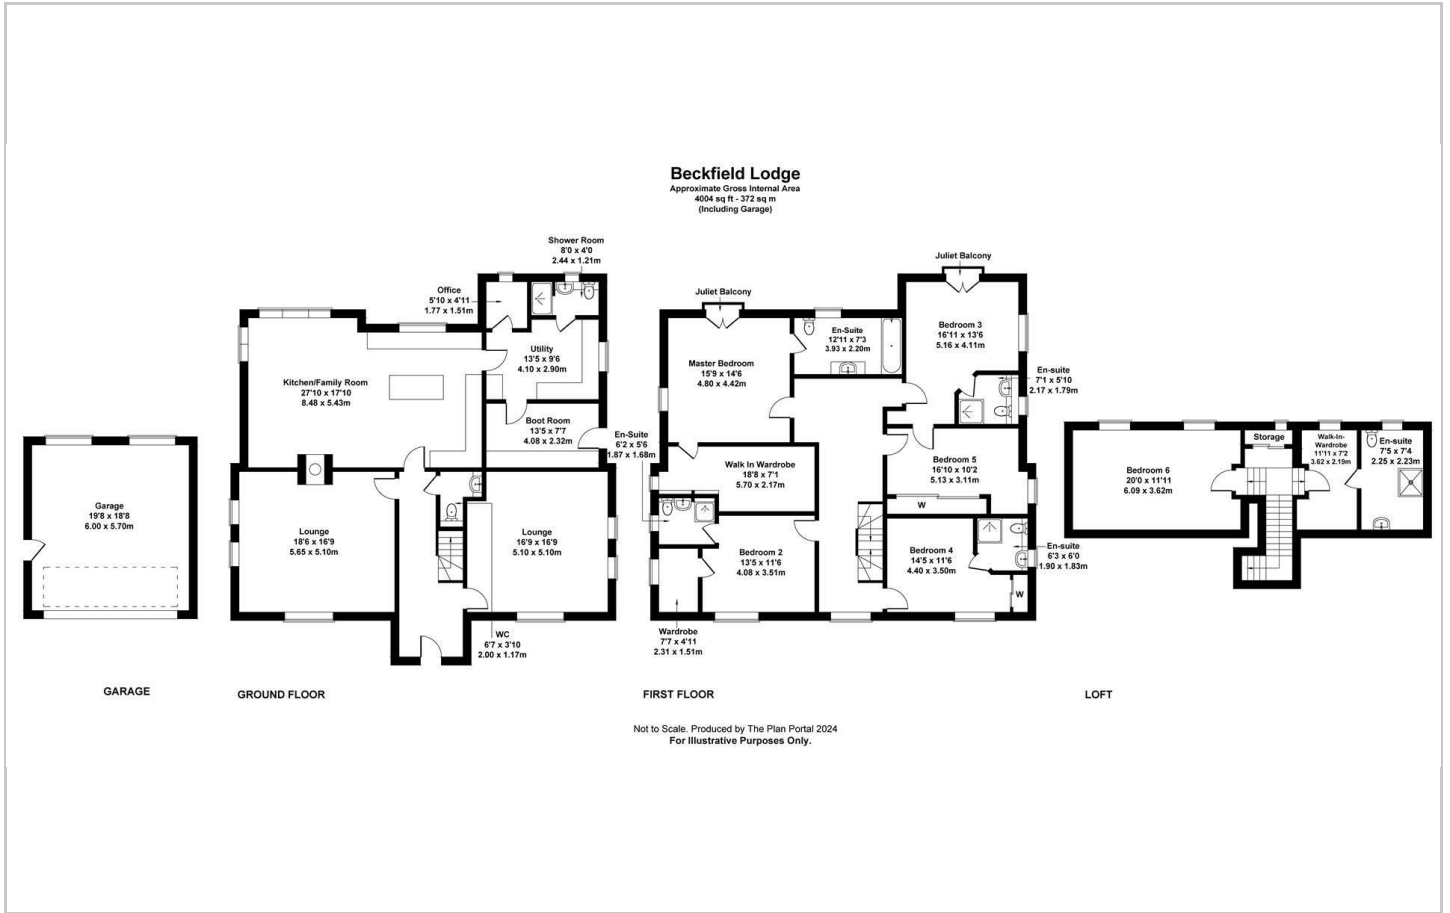 Beckfield Lodge
Approximate Gross Internal Area
4004 sq ft - 372 sq m
(Including Garage)
Garage
19'8 x 18'8
6.00 x 5.70m
GARAGE
Shower Room
8'0 x 4'0
2.44 x 1.21m
Office
5'10 x 4'11
1.77 x 1.51m
Utility
13'5 x 9'6
4.10 x 2.90m
Kitchen/Family Room
27'10 x 17'10
8.48 x 5.43m
Boot Room
13'5 x 7'7
4.08 x 2.32m
Lounge
18'6 x 16'9
5.65 x 5.10m
Lounge
16'9 x 16'9
5.10 x 5.10m
WC
6'7 x 3'10
2.00 x 1.17m
GROUND FLOOR
Juliet Balcony
Juliet Balcony
En-Suite
12'11 x 7'3
3.93 x 2.20m
Bedroom 3
16'11 x 13'6
5.16 x 4.11m
Master Bedroom
15'9 x 14'6
4.80 x 4.42m
En-suite
7'1 x 5'10
2.17 x 1.79m
En-Suite
6'2 x 5'6
1.87 x 1.68m
Walk In Wardrobe
18'8 x 7'1
5.70 x 2.17m
Bedroom 5
16'10 x 10'2
5.13 x 3.11m
W
Bedroom 2
13'5 x 11'6
4.08 x 3.51m
Bedroom 4
14'5 x 11'6
4.40 x 3.50m
En-suite
6'3 x 6'0
1.90 x 1.83m
W
Wardrobe
7'7 x 4'11
2.31 x 1.51m
FIRST FLOOR
Storage
Walk-In-
Wardrobe
11'11 x 7'2
3.62 x 2.19m
En-suite
7'5 x 7'4
2.25 x 2.23m
Bedroom 6
20'0 x 11'11
6.09 x 3.62m
LOFT
Not to Scale. Produced by The Plan Portal 2024
For Illustrative Purposes Only.